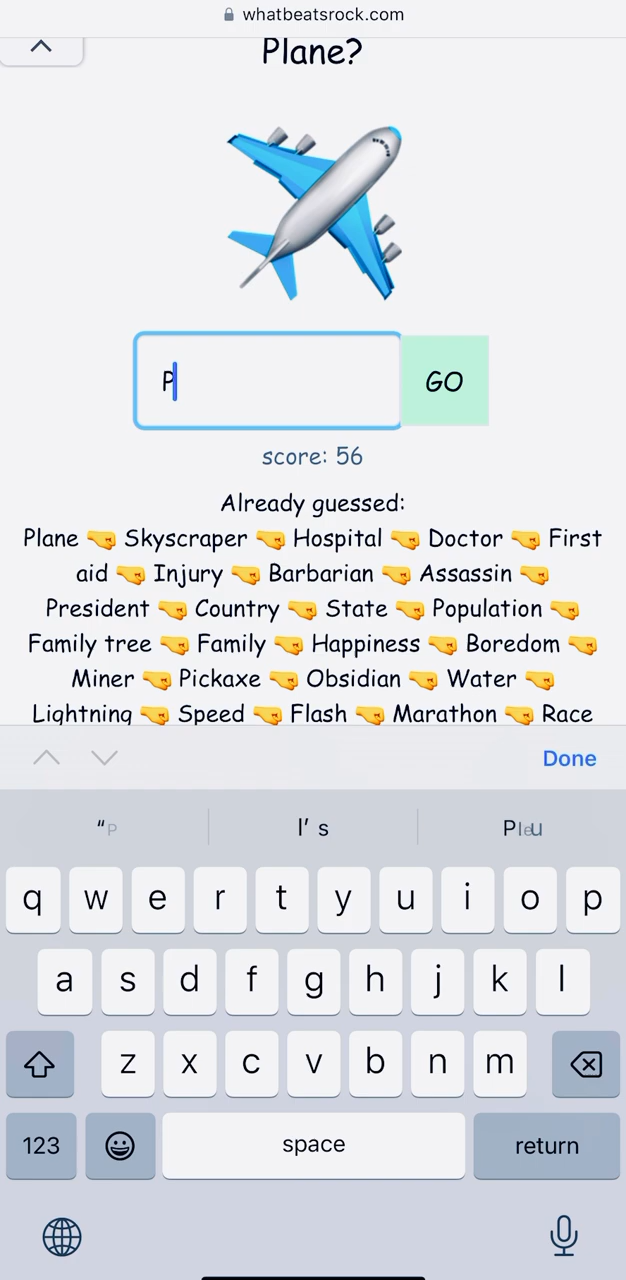 whatbeatsrock.com
Plane?
P
GO
score: 56
Already guessed:
Plane 🤜 Skyscraper 🤜 Hospital 🤜 Doctor 🤜 First
aid 🤜 Injury 🤜 Barbarian 🤜 Assassin 🤜
President 🤜 Country 🤜 State 🤜 Population 🤜
Family tree 🤜 Family 🤜 Happiness 🤜 Boredom 🤜
Miner 🤜 Pickaxe 🤜 Obsidian 🤜 Water 🤜
Lightning 🤜 Speed 🤜 Flash 🤜 Marathon 🤜 Race
Done
“P I’s
q w e r t y u i o p
a s d f g h j k l
z x c v b n m
123 space return